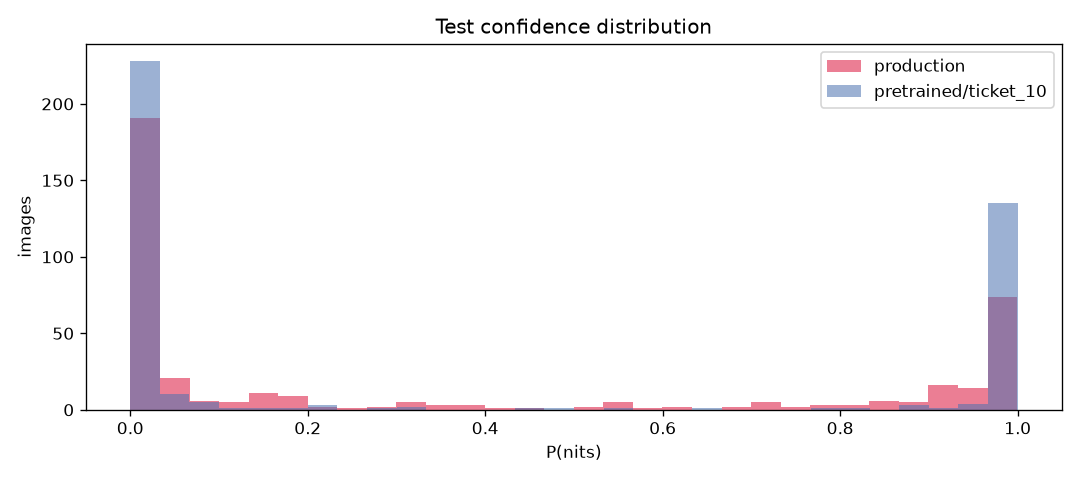 Test confidence distribution
production
pretrained/ticket_10
images
200
150
100
50
0
0.0 0.2 0.4 0.6 0.8 1.0
P(nits)